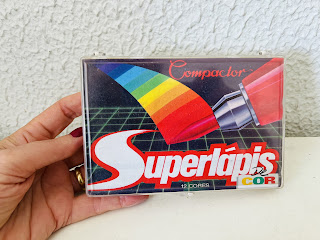 Compactor
Superlápis
COR
12 CORES